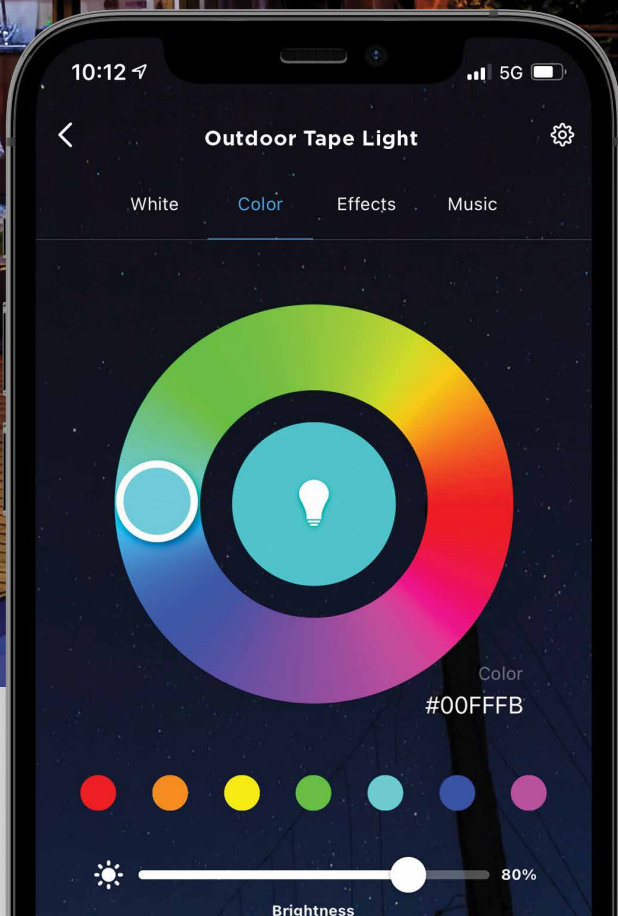 10:12
5G
Outdoor Tape Light
White Color Effects Music
Color
#00FFFB
80%
Brightness